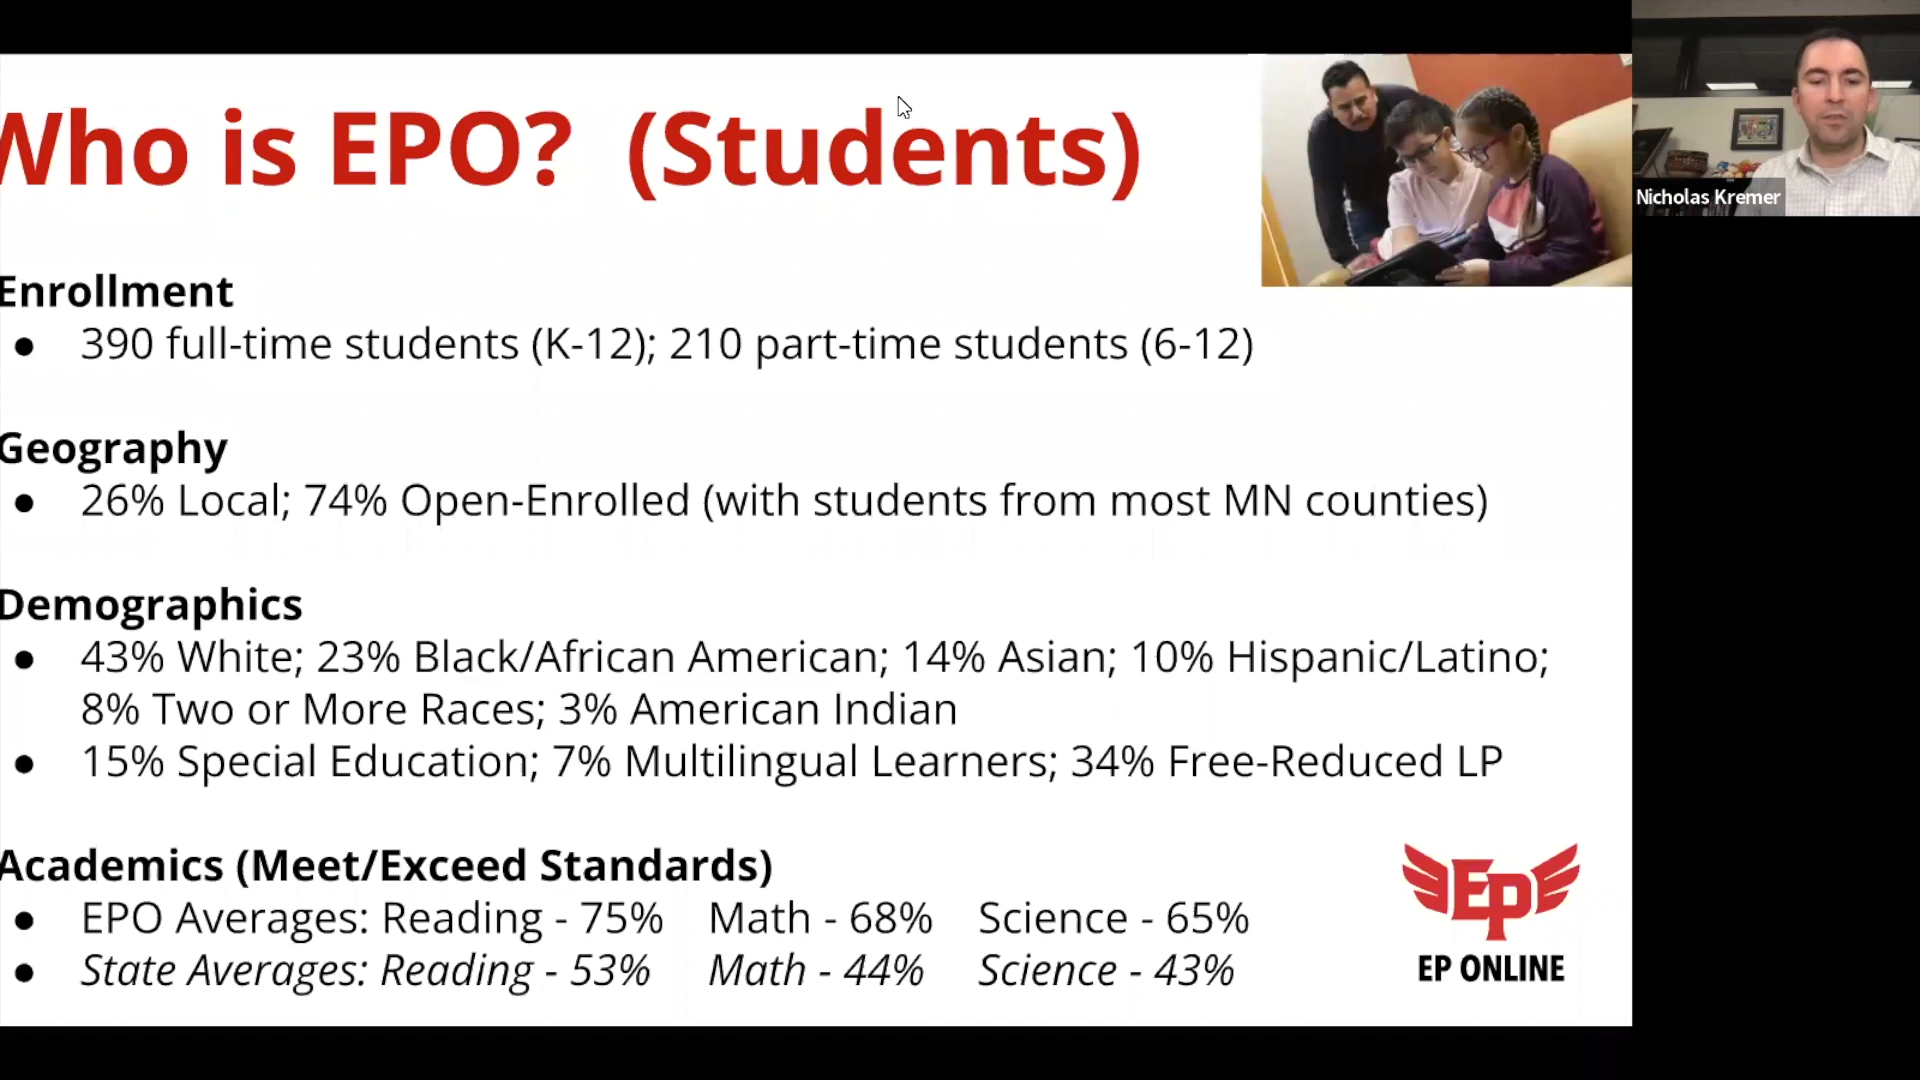 Who is EPO? (Students)
Nicholas Kremer
Enrollment
● 390 full-time students (K-12); 210 part-time students (6-12)
Geography
● 26% Local; 74% Open-Enrolled (with students from most MN counties)
Demographics
● 43% White; 23% Black/African American; 14% Asian; 10% Hispanic/Latino;
8% Two or More Races; 3% American Indian
● 15% Special Education; 7% Multilingual Learners; 34% Free-Reduced LP
Academics (Meet/Exceed Standards)
● EPO Averages: Reading - 75% Math - 68% Science - 65%
● State Averages: Reading - 53% Math - 44% Science - 43%
EP
EP ONLINE